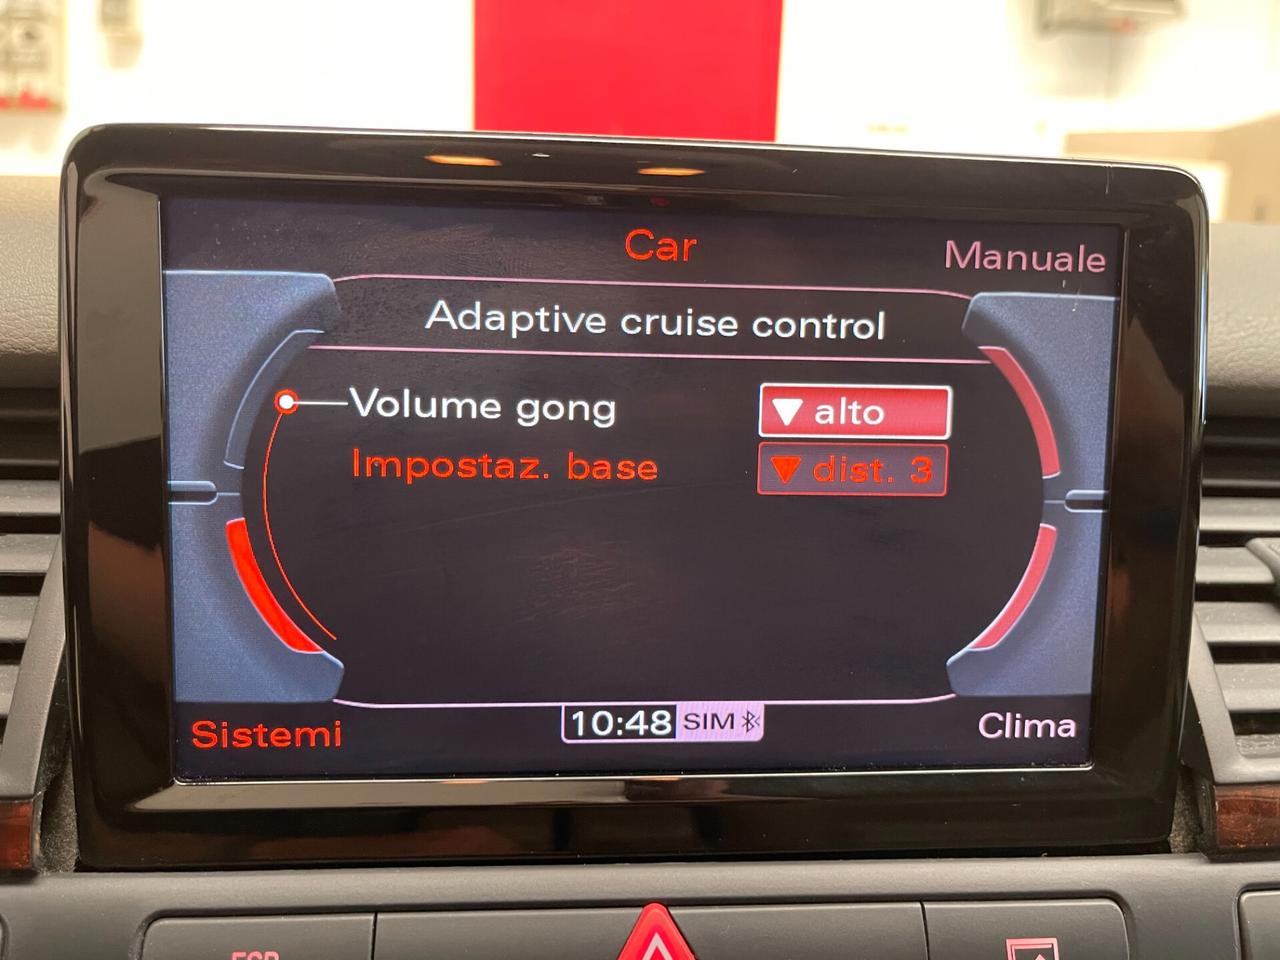 Car
Manuale
Adaptive cruise control
Volume gong
alto
Impostaz. base
dist. 3
Sistemi
10:48 SIM
Clima